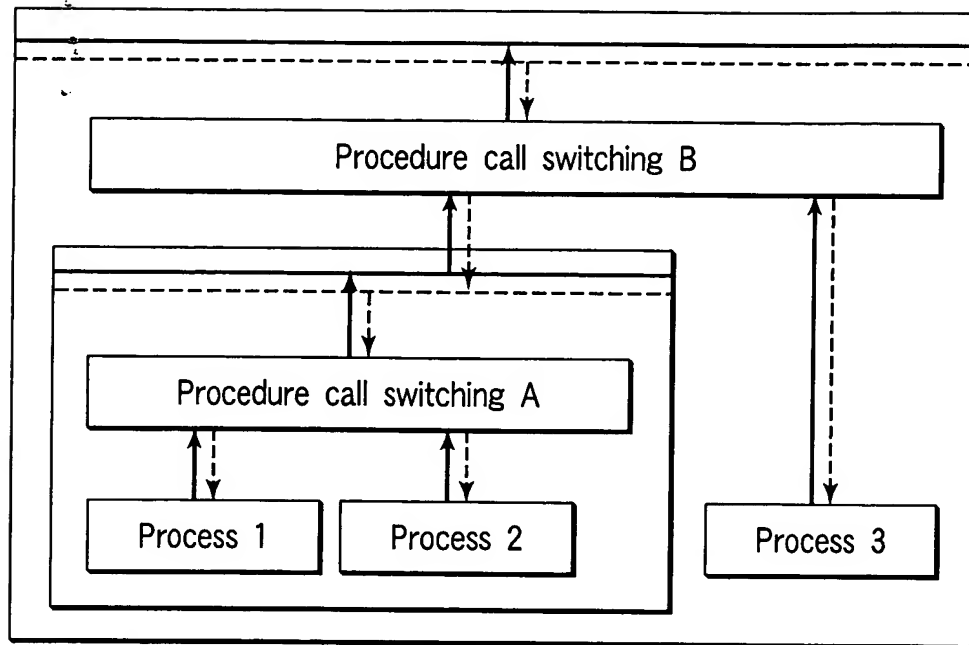 Procedure call switching B
Procedure call switching A
Process 1
Process 2
Process 3